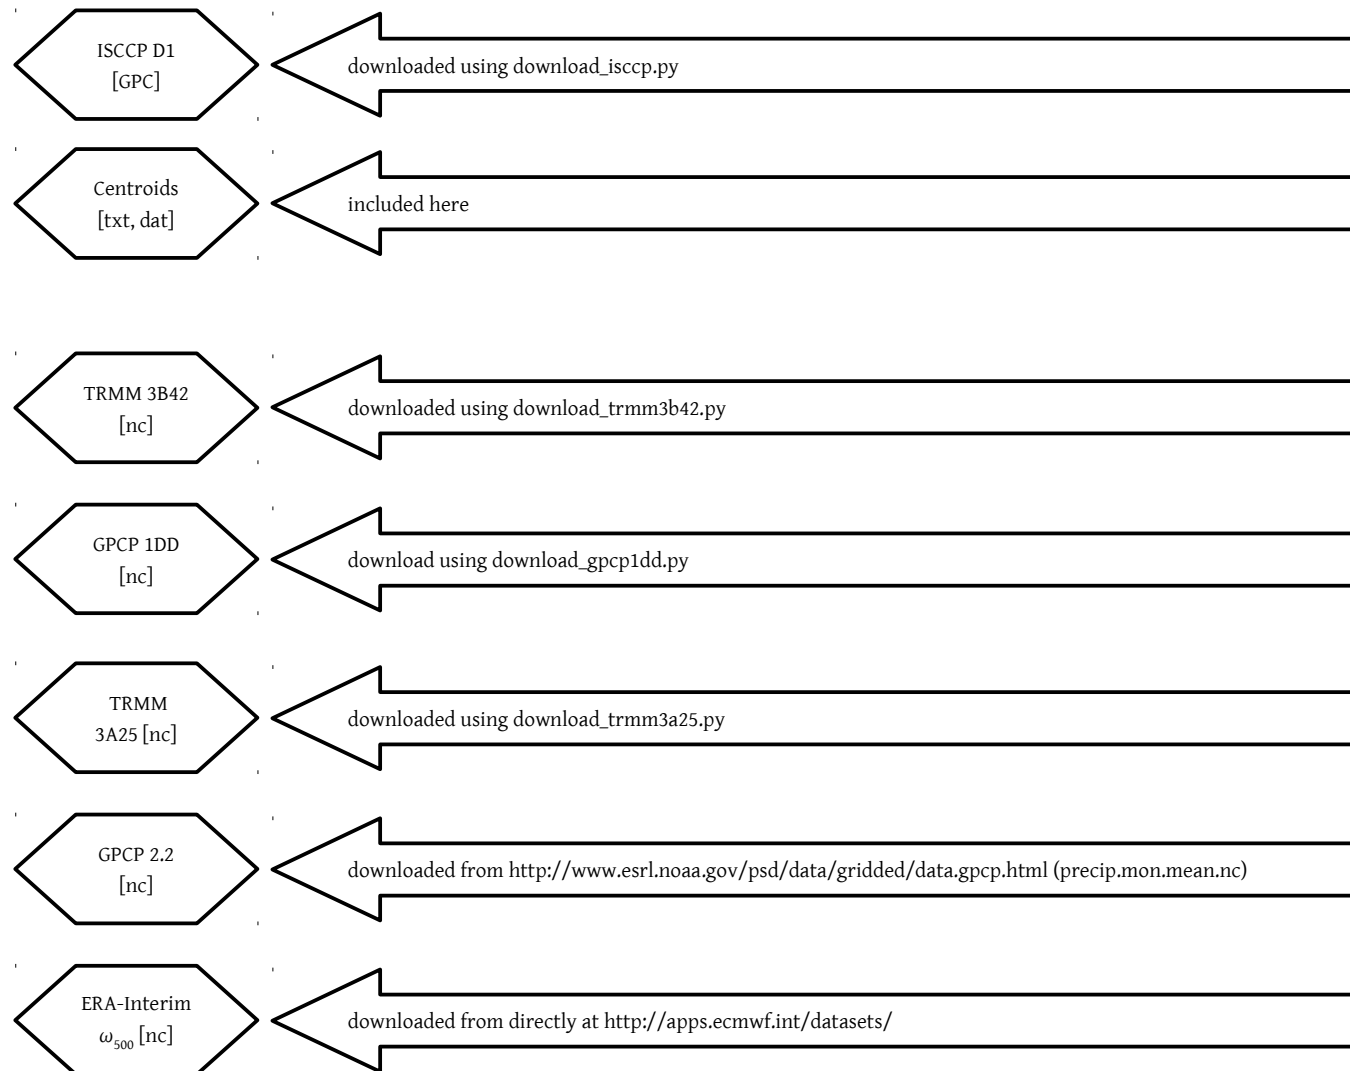 ISCCP D1
[GPC]
downloaded using download_isccp.py
Centroids
[txt, dat]
included here
TRMM 3B42
[nc]
downloaded using download_trmm3b42.py
GPCP 1DD
[nc]
download using download_gpcp1dd.py
TRMM
3A25 [nc]
downloaded using download_trmm3a25.py
GPCP 2.2
[nc]
downloaded from http://www.esrl.noaa.gov/psd/data/gridded/data.gpcp.html (precip.mon.mean.nc)
ERA-Interim
ω500 [nc]
downloaded from directly at http://apps.ecmwf.int/datasets/